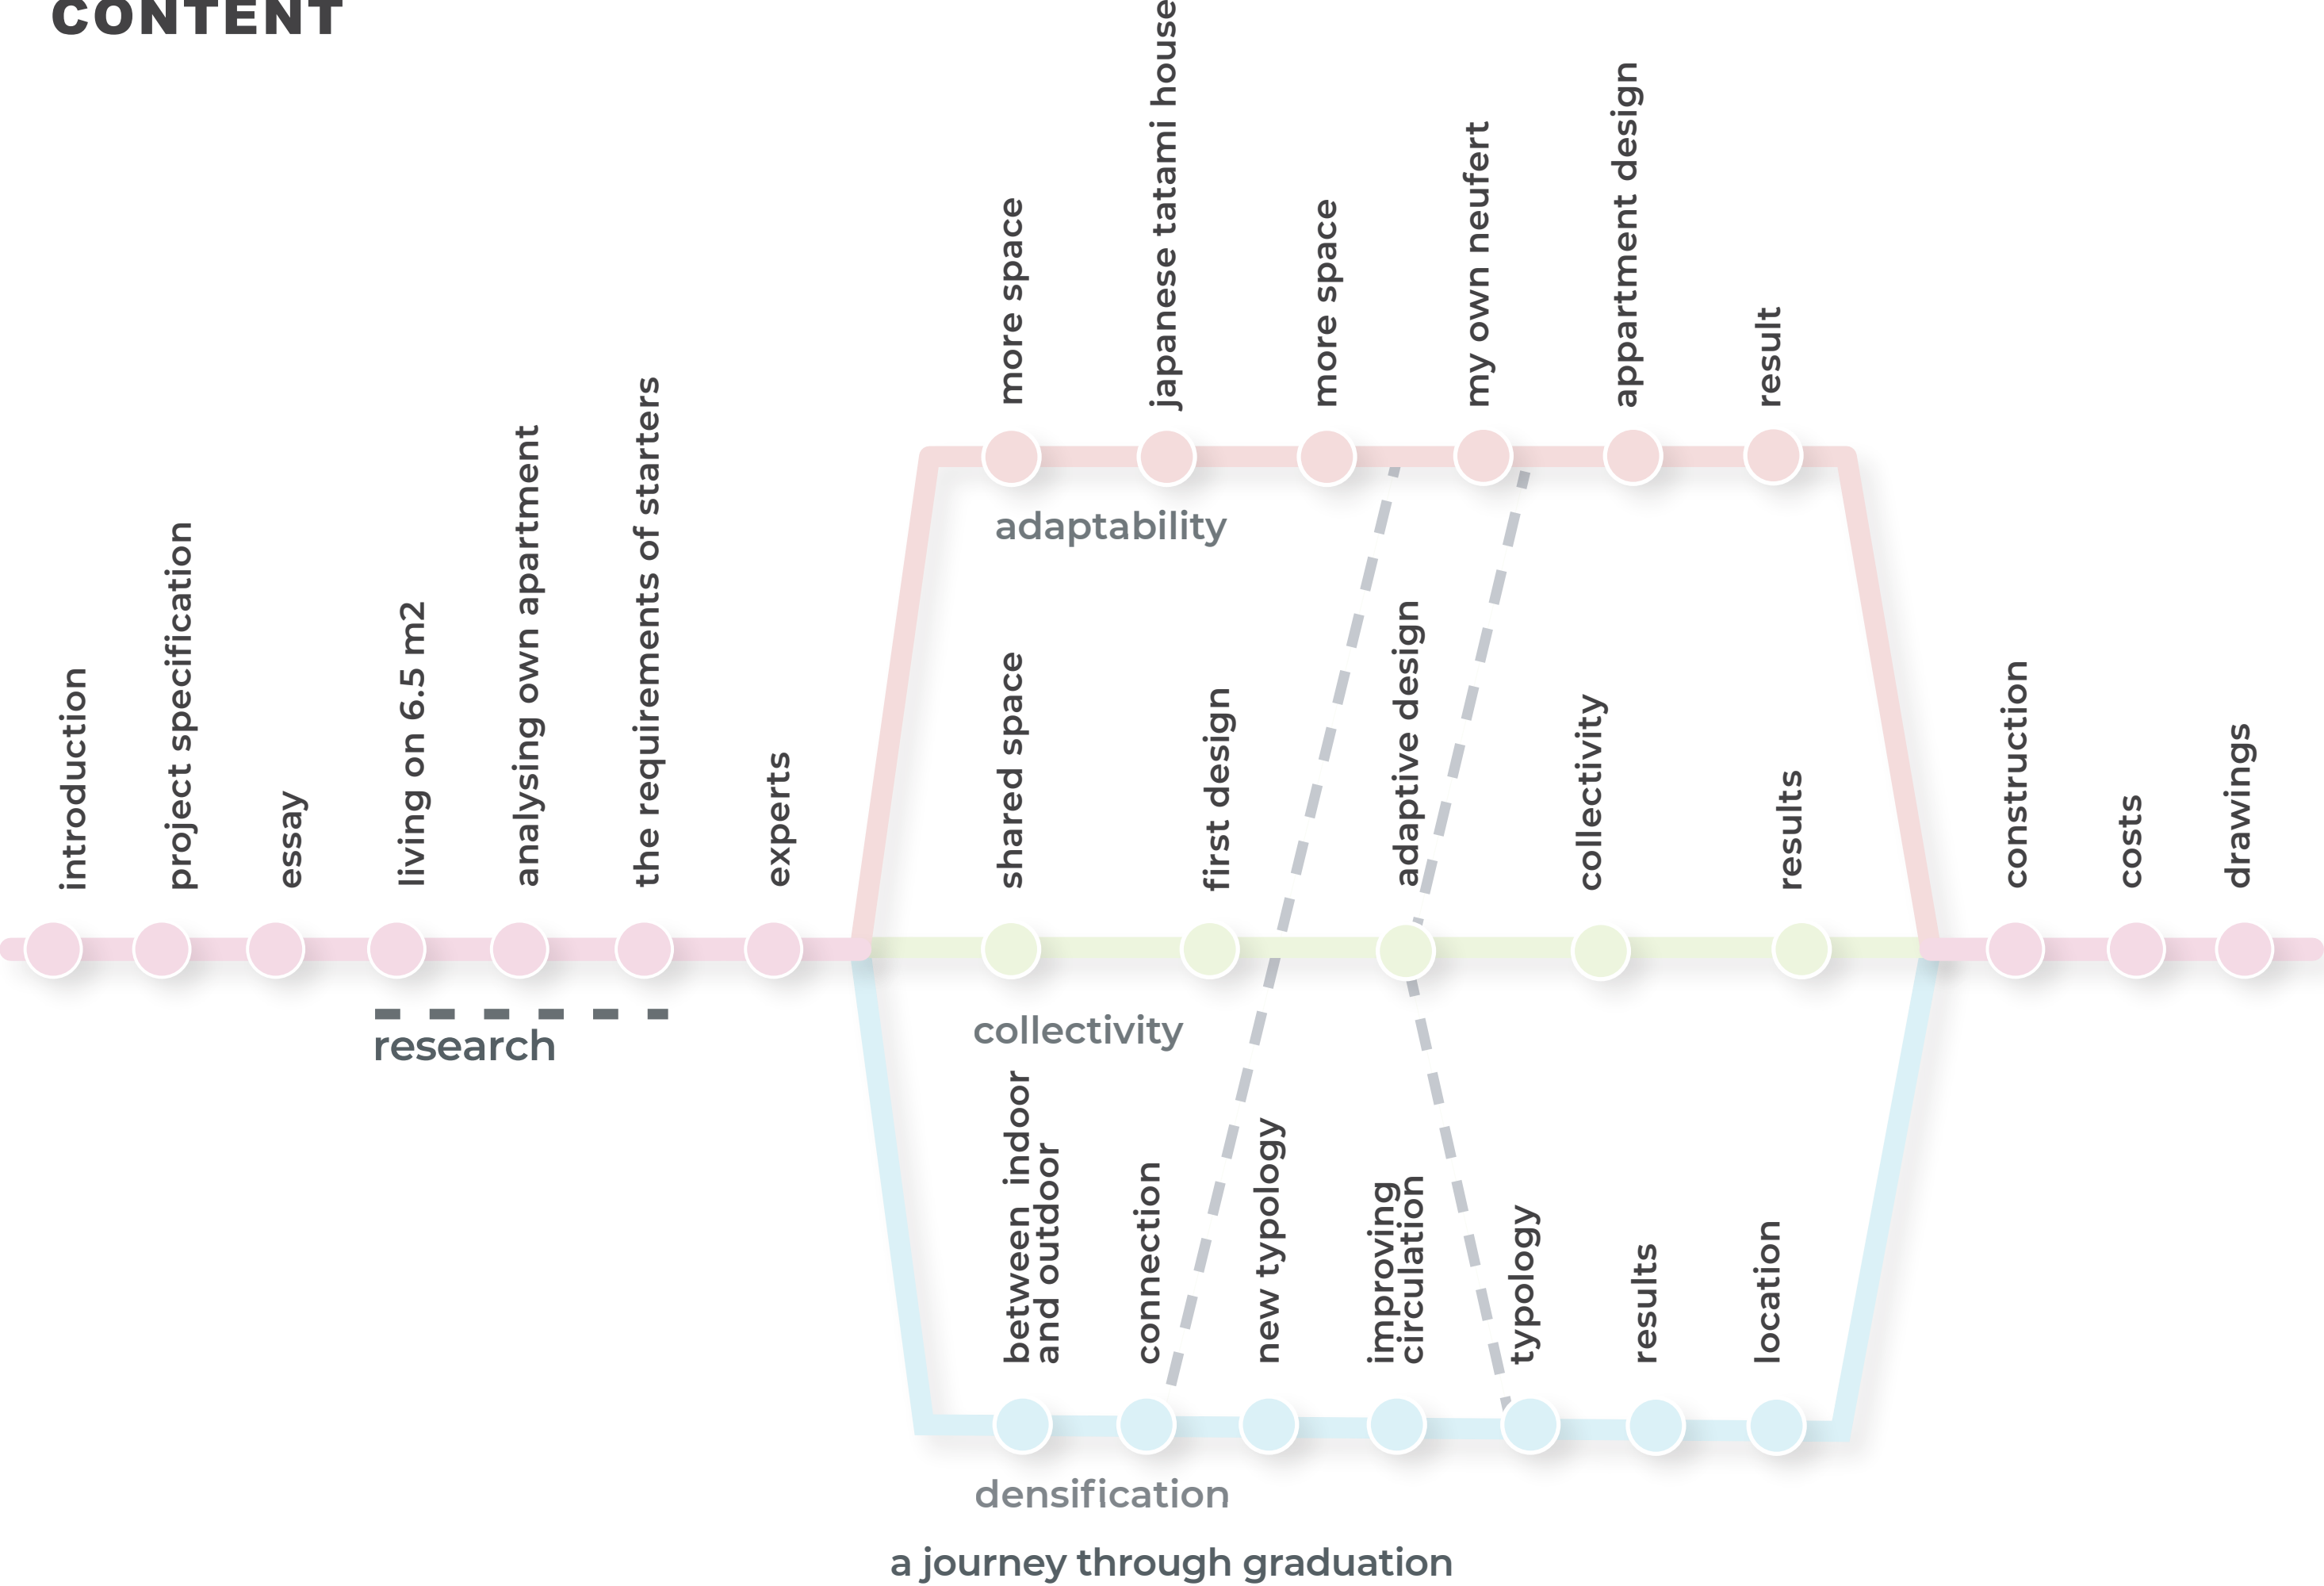 CONTENT
introduction
project specification
essay
living on 6.5 m2
analysing own apartment
the requirements of starters
experts
research
more space
japanese tatami house
more space
my own neufert
appartment design
result
adaptability
shared space
first design
adaptive design
collectivity
results
collectivity
between indoor
and outdoor
connection
new typology
improving
circulation
typology
results
location
densification
construction
costs
drawings
a journey through graduation